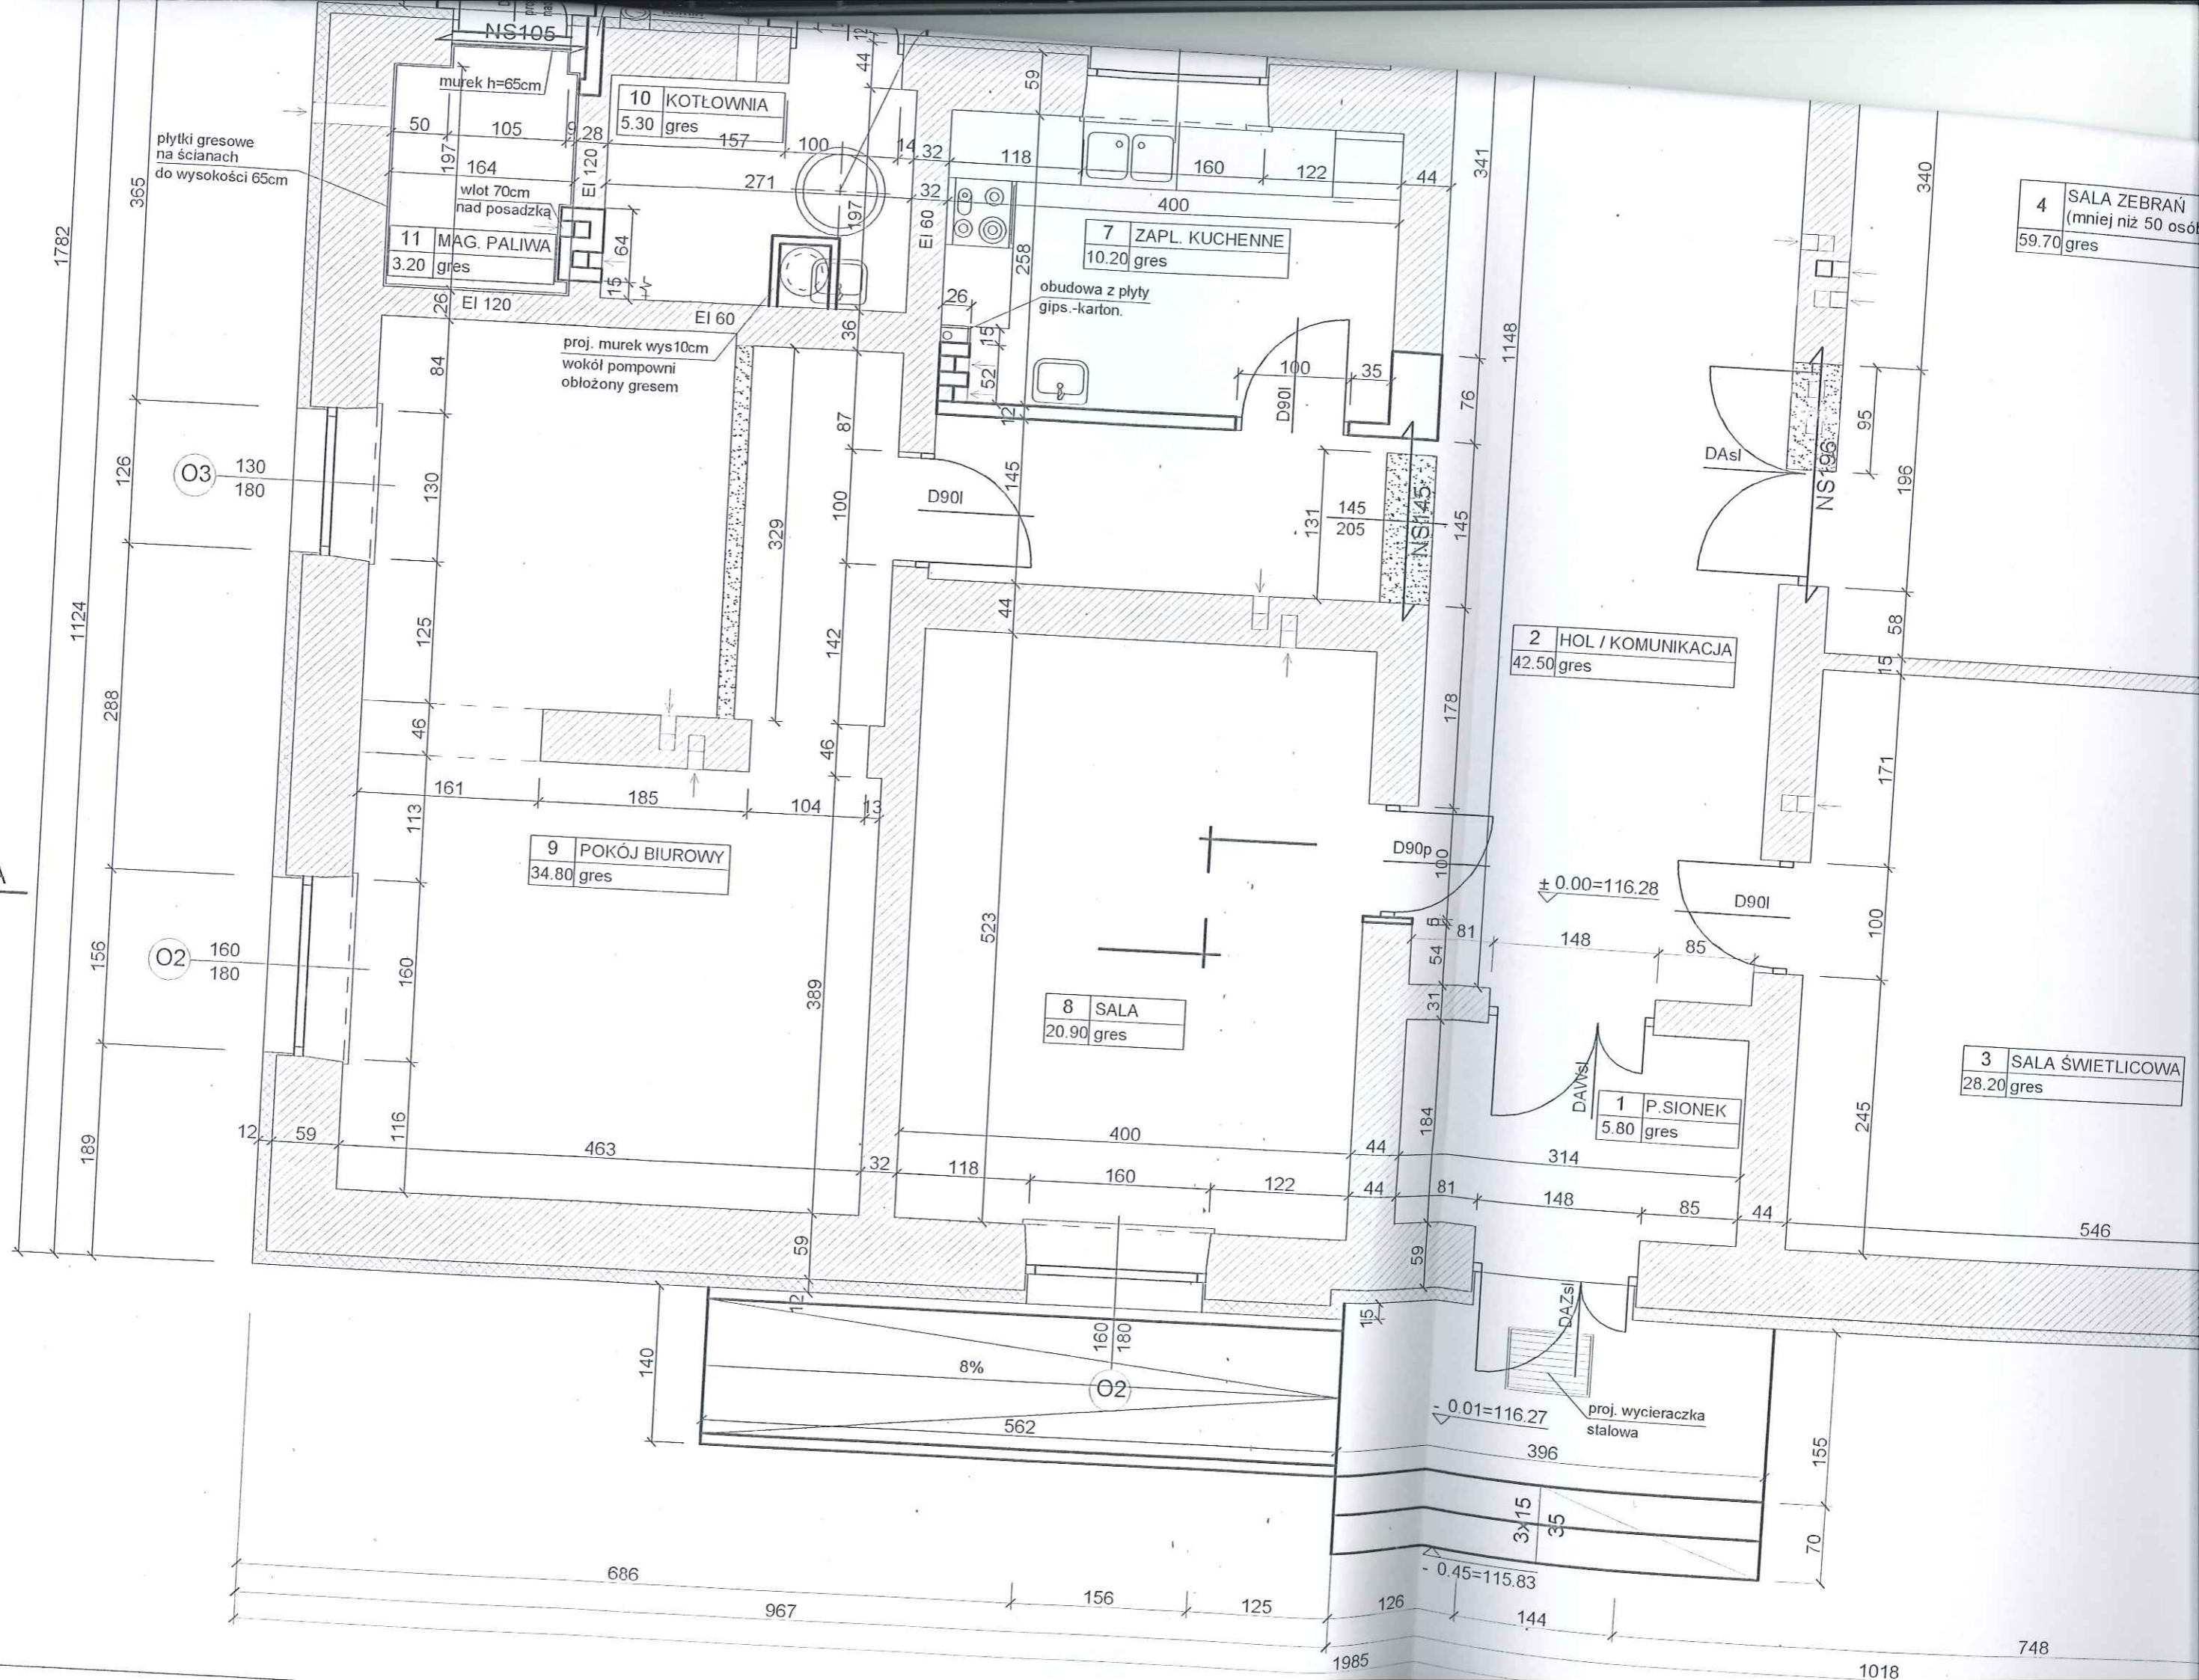 NS105
murek h=65cm
10 KOTŁOWNIA
5.30 gres
płytki gresowe
na ścianach
do wysokości 65cm
50
105
9
28
157
100
14
32
118
160
122
44
59
44
197
164
EI 120
271
197
32
EI 60
400
wlot 70cm
nad posadzką
11 MAG. PALIWA
3.20 gres
64
15
26
EI 120
EI 60
36
7 ZAPL. KUCHENNE
10.20 gres
258
obudowa z płyty
gips.-karton.
26
15
52
12
proj. murek wys10cm
wokół pompowni
obłożony gresem
100
35
D90l
341
1148
76
340
4 SALA ZEBRAŃ
(mniej niż 50 osób
59.70 gres
95
DAsl
NS196
196
1782
365
1124
126
O3
130
180
84
130
329
87
100
D90l
145
131
145
205
NS145
145
44
125
142
46
46
288
2 HOL / KOMUNIKACJA
42.50 gres
58
15
178
171
161
185
104
13
113
9 POKÓJ BIUROWY
34.80 gres
D90p
100
± 0.00=116.28
D90l
100
5
81
148
85
54
31
156
O2
160
180
160
389
523
8 SALA
20.90 gres
DAWsl
1 P.SIONEK
5.80 gres
3 SALA ŚWIETLICOWA
28.20 gres
245
189
12
59
116
463
32
400
44
314
184
118
160
122
44
81
148
85
44
546
59
12
59
15
DAZsl
140
8%
160
180
O2
562
- 0.01=116.27
proj. wycieraczka
stalowa
396
155
3x15
35
70
- 0.45=115.83
686
156
125
126
144
748
967
1018
1985